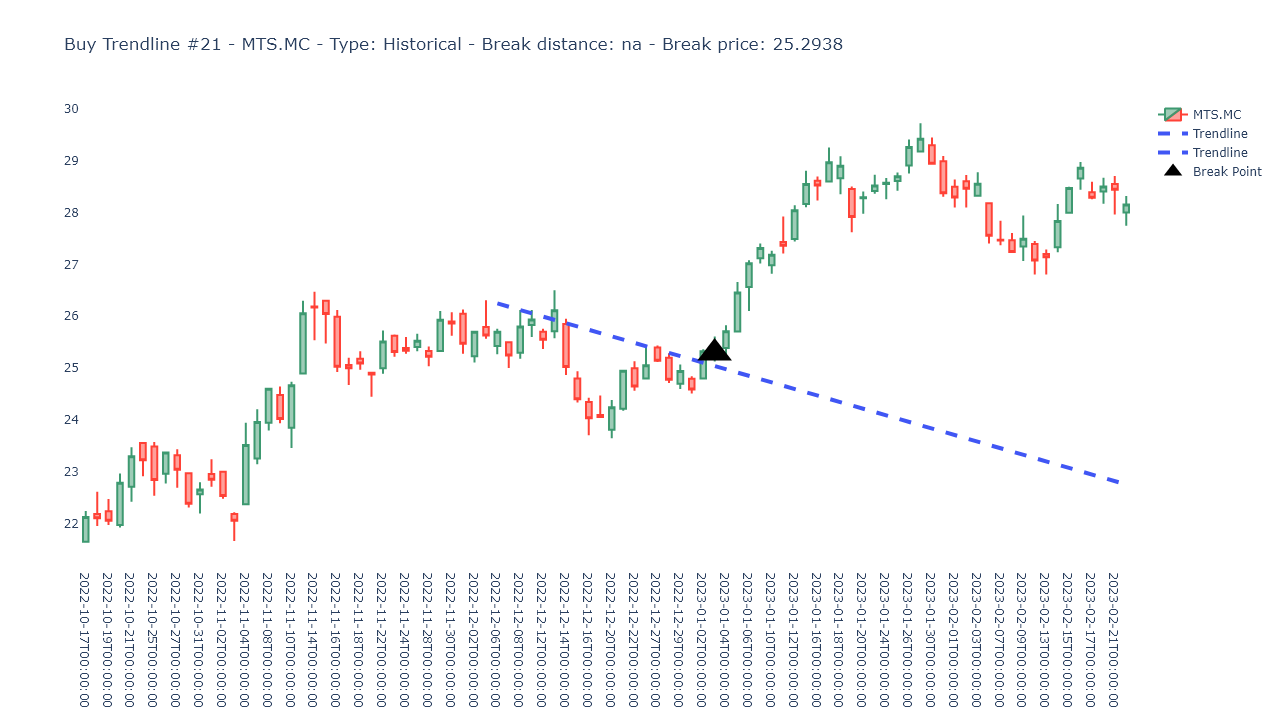 Buy Trendline #21 - MTS.MC - Type: Historical - Break distance: na - Break price: 25.2938
30
29
28
27
26
25
24
23
22
MTS.MC
Trendline
Trendline
Break Point
2022-10-17T00:00:00
2022-10-19T00:00:00
2022-10-21T00:00:00
2022-10-25T00:00:00
2022-10-27T00:00:00
2022-10-31T00:00:00
2022-11-02T00:00:00
2022-11-04T00:00:00
2022-11-08T00:00:00
2022-11-10T00:00:00
2022-11-14T00:00:00
2022-11-16T00:00:00
2022-11-18T00:00:00
2022-11-22T00:00:00
2022-11-24T00:00:00
2022-11-28T00:00:00
2022-11-30T00:00:00
2022-12-02T00:00:00
2022-12-06T00:00:00
2022-12-08T00:00:00
2022-12-12T00:00:00
2022-12-14T00:00:00
2022-12-16T00:00:00
2022-12-20T00:00:00
2022-12-22T00:00:00
2022-12-27T00:00:00
2022-12-29T00:00:00
2023-01-02T00:00:00
2023-01-04T00:00:00
2023-01-06T00:00:00
2023-01-10T00:00:00
2023-01-12T00:00:00
2023-01-16T00:00:00
2023-01-18T00:00:00
2023-01-20T00:00:00
2023-01-24T00:00:00
2023-01-26T00:00:00
2023-01-30T00:00:00
2023-02-01T00:00:00
2023-02-03T00:00:00
2023-02-07T00:00:00
2023-02-09T00:00:00
2023-02-13T00:00:00
2023-02-15T00:00:00
2023-02-17T00:00:00
2023-02-21T00:00:00